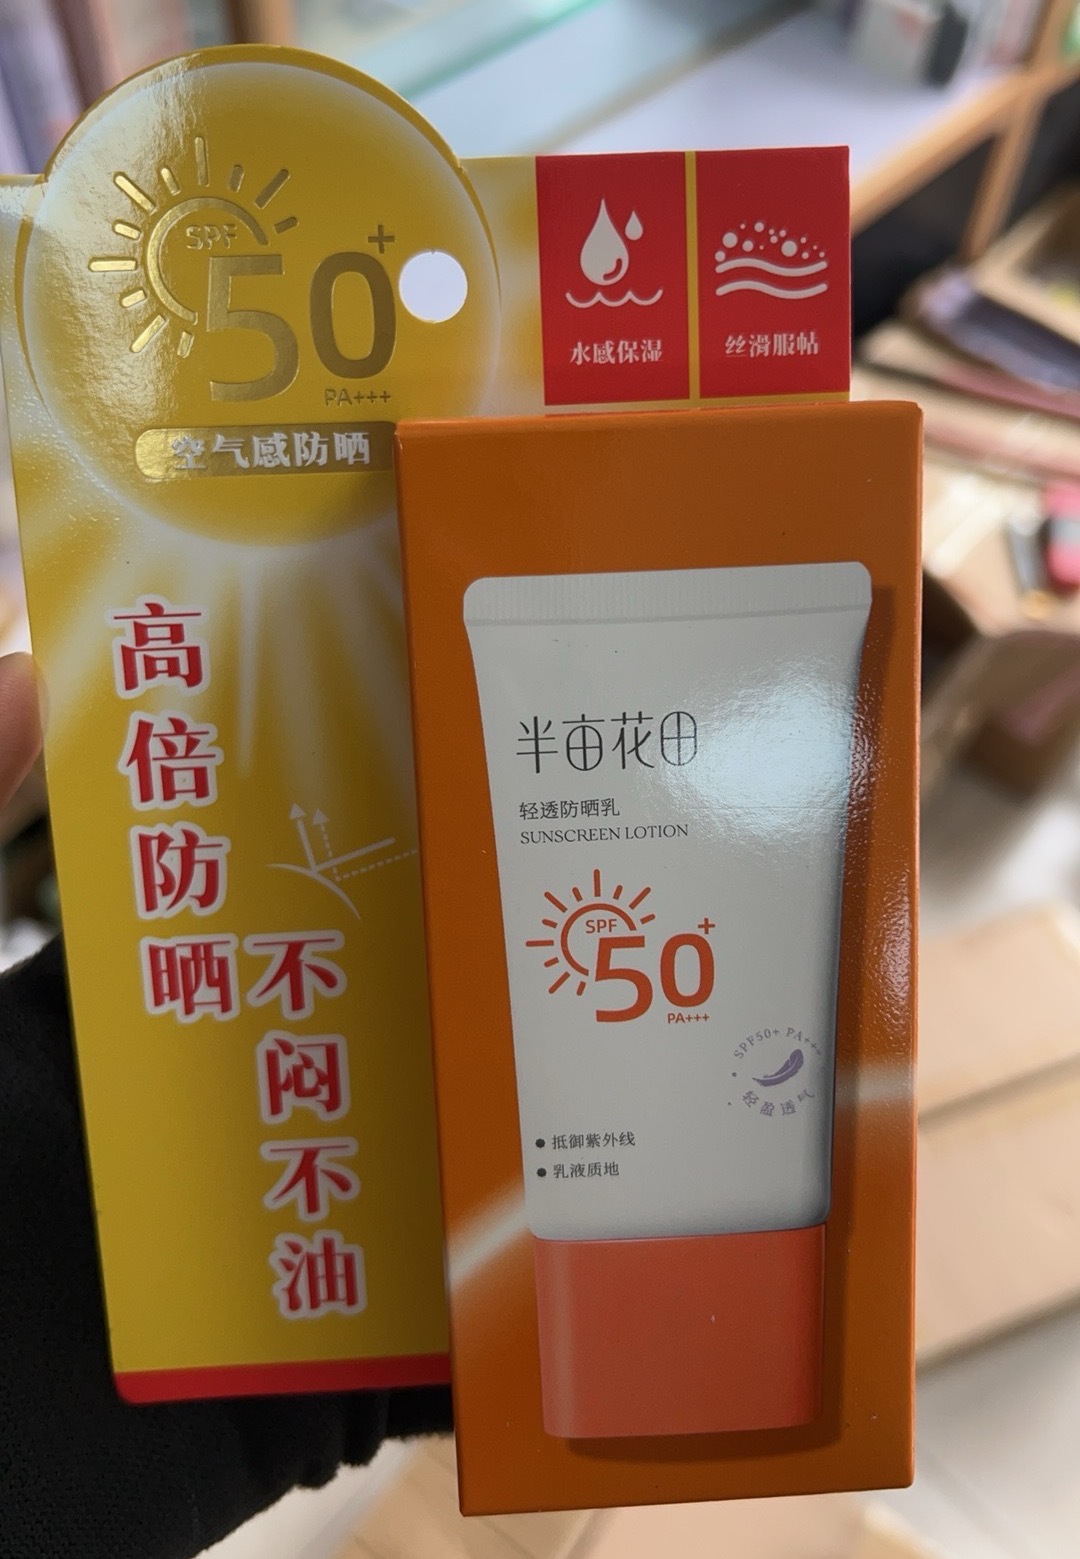 SPF
50+
PA+++
空气感防晒
水感保湿
丝滑服帖
高倍防晒
不闷不油
半亩花田
轻透防晒乳
SUNSCREEN LOTION
SPF
50+
PA+++
SPF50+ PA+++
轻盈透气
抵御紫外线
乳液质地